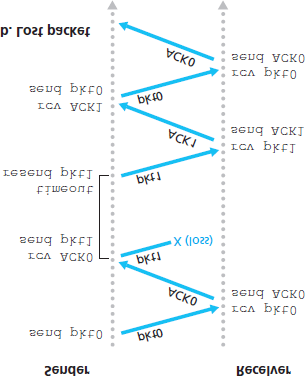 Sender
Receiver
send pkt0
pkt0
rcv pkt0
send ACK0
ACK0
rcv ACK0
send pkt1
pkt1
X (loss)
timeout
resend pkt1
pkt1
rcv pkt1
send ACK1
ACK1
rcv ACK1
send pkt0
pkt0
rcv pkt0
send ACK0
ACK0
b. Lost packet